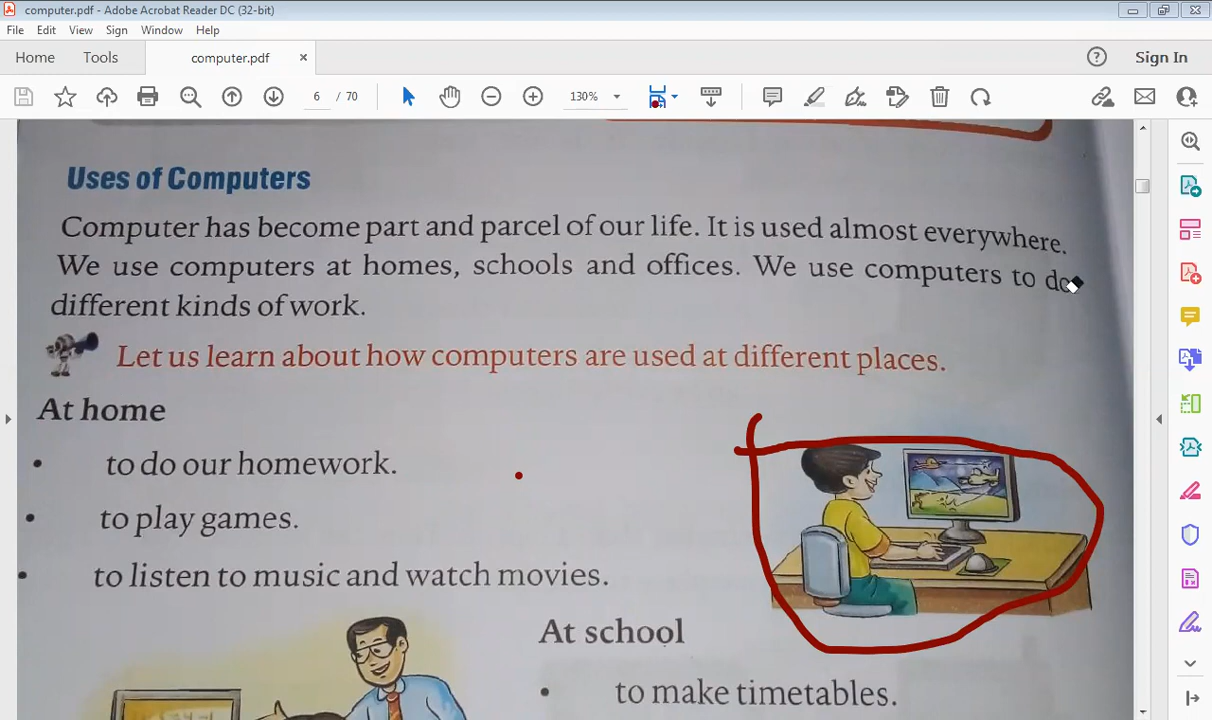 computer.pdf - Adobe Acrobat Reader DC (32-bit)
File Edit View Sign Window Help
Home Tools computer.pdf Sign In
6 / 70 130%
Uses of Computers
Computer has become part and parcel of our life. It is used almost everywhere.
We use computers at homes, schools and offices. We use computers to do
different kinds of work.
Let us learn about how computers are used at different places.
At home
• to do our homework.
• to play games.
• to listen to music and watch movies.
At school
• to make timetables.